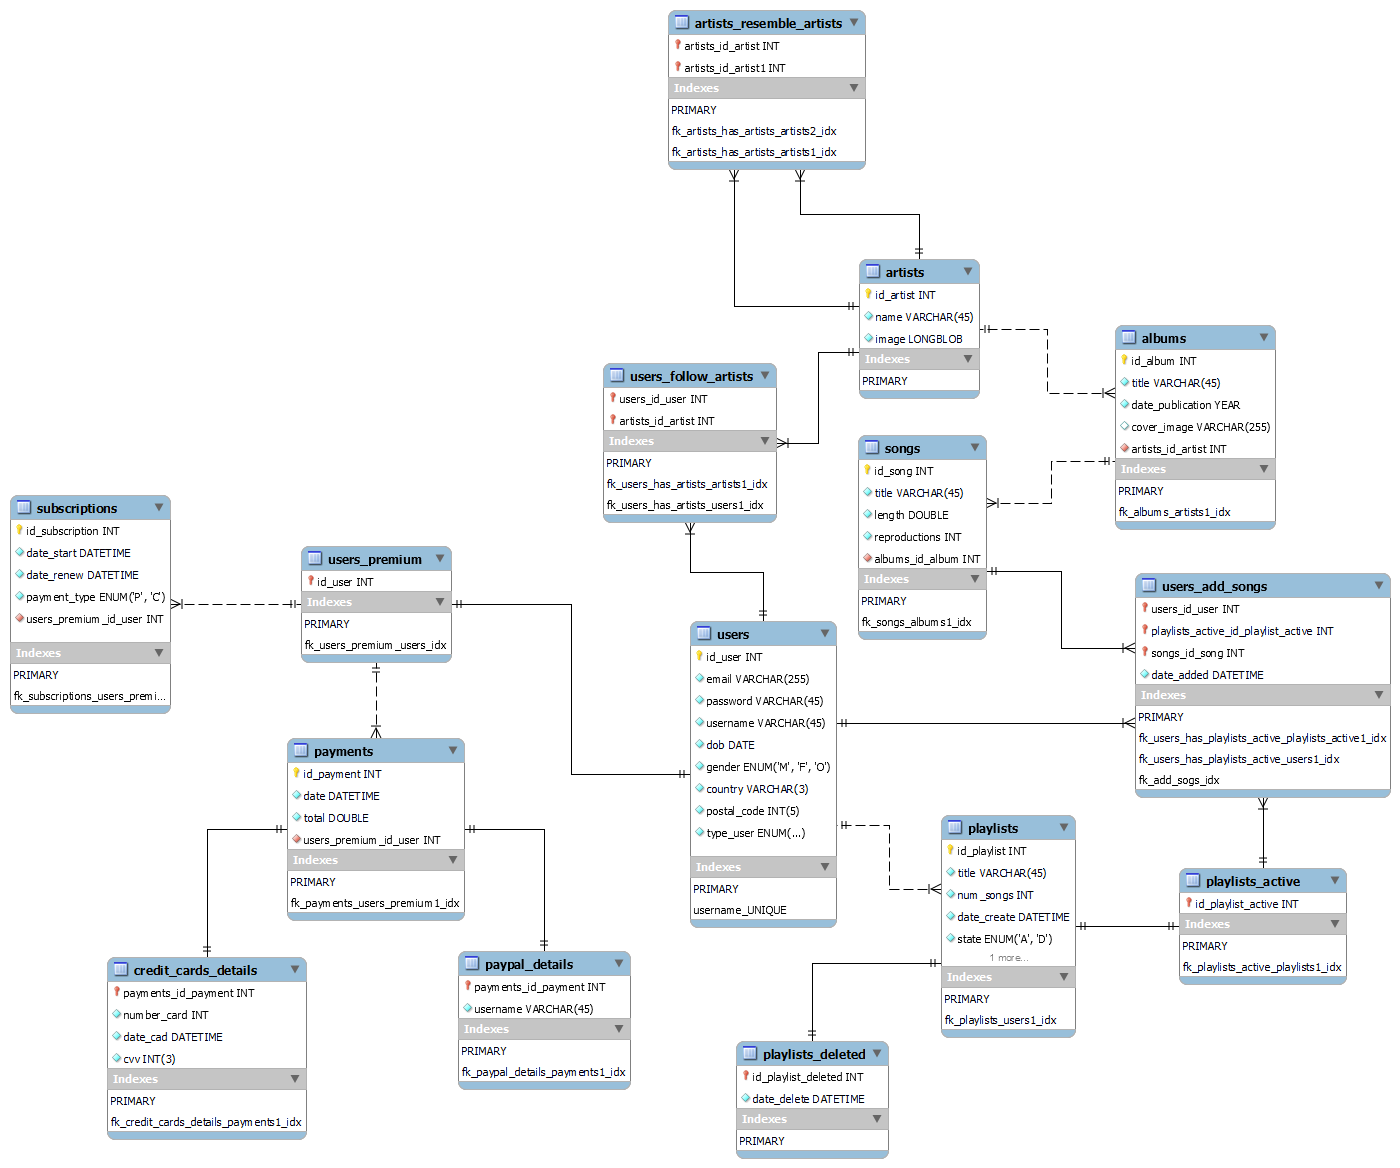 artists_resemble_artists
artists_id_artist INT
artists_id_artist1 INT
Indexes
PRIMARY
fk_artists_has_artists_artists2_idx
fk_artists_has_artists_artists1_idx
artists
id_artist INT
name VARCHAR(45)
image LONGBLOB
Indexes
PRIMARY
albums
id_album INT
title VARCHAR(45)
date_publication YEAR
cover_image VARCHAR(255)
artists_id_artist INT
Indexes
PRIMARY
fk_albums_artists1_idx
users_follow_artists
users_id_user INT
artists_id_artist INT
Indexes
PRIMARY
fk_users_has_artists_artists1_idx
fk_users_has_artists_users1_idx
songs
id_song INT
title VARCHAR(45)
length DOUBLE
reproductions INT
albums_id_album INT
Indexes
PRIMARY
fk_songs_albums1_idx
subscriptions
id_subscription INT
date_start DATETIME
date_renew DATETIME
payment_type ENUM('P', 'C')
users_premium_id_user INT
Indexes
PRIMARY
fk_subscriptions_users_premi...
users_premium
id_user INT
Indexes
PRIMARY
fk_users_premium_users_idx
users_add_songs
users_id_user INT
playlists_active_id_playlist_active INT
songs_id_song INT
date_added DATETIME
Indexes
PRIMARY
fk_users_has_playlists_active_playlists_active1_idx
fk_users_has_playlists_active_users1_idx
fk_add_sogs_idx
users
id_user INT
email VARCHAR(255)
password VARCHAR(45)
username VARCHAR(45)
dob DATE
gender ENUM('M', 'F', 'O')
country VARCHAR(3)
postal_code INT(5)
type_user ENUM(...)
Indexes
PRIMARY
username_UNIQUE
payments
id_payment INT
date DATETIME
total DOUBLE
users_premium_id_user INT
Indexes
PRIMARY
fk_payments_users_premium1_idx
playlists
id_playlist INT
title VARCHAR(45)
num_songs INT
date_create DATETIME
state ENUM('A', 'D')
1 more...
Indexes
PRIMARY
fk_playlists_users1_idx
playlists_active
id_playlist_active INT
Indexes
PRIMARY
fk_playlists_active_playlists1_idx
credit_cards_details
payments_id_payment INT
number_card INT
date_cad DATETIME
cvv INT(3)
Indexes
PRIMARY
fk_credit_cards_details_payments1_idx
paypal_details
payments_id_payment INT
username VARCHAR(45)
Indexes
PRIMARY
fk_paypal_details_payments1_idx
playlists_deleted
id_playlist_deleted INT
date_delete DATETIME
Indexes
PRIMARY